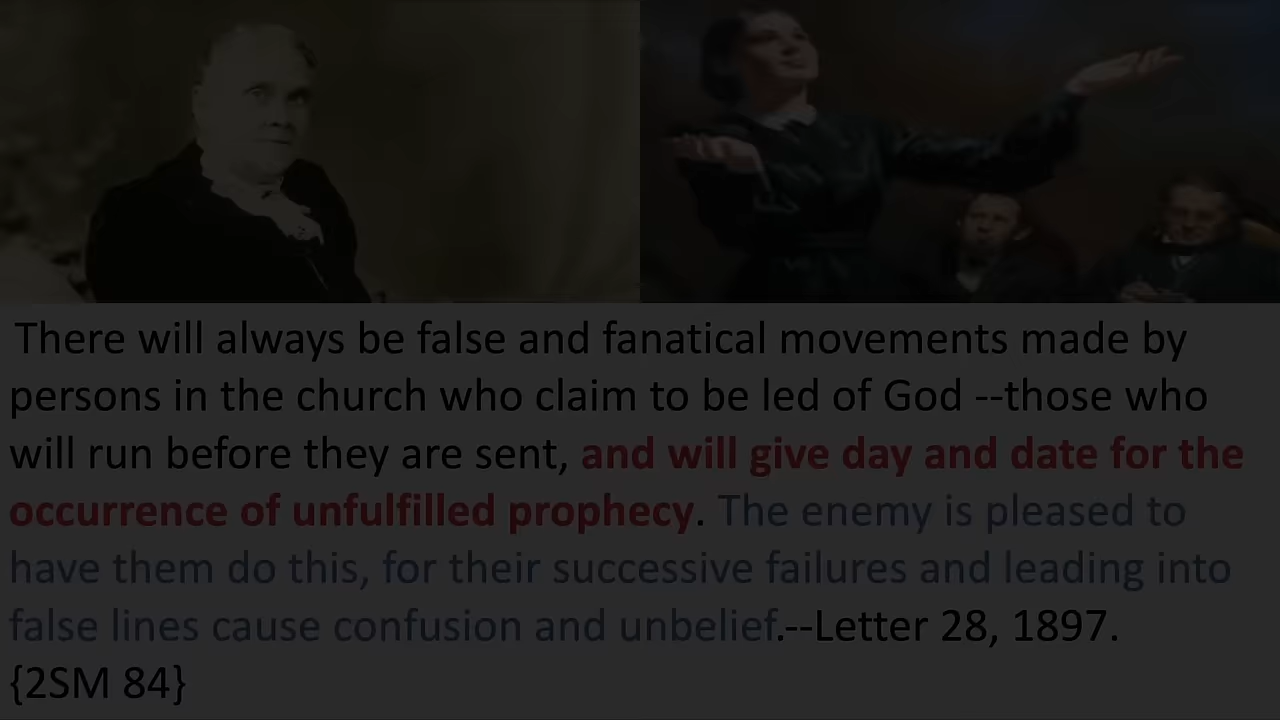 There will always be false and fanatical movements made by
persons in the church who claim to be led of God --those who
will run before they are sent, and will give day and date for the
occurrence of unfulfilled prophecy. The enemy is pleased to
have them do this, for their successive failures and leading into
false lines cause confusion and unbelief.--Letter 28, 1897.
{2SM 84}